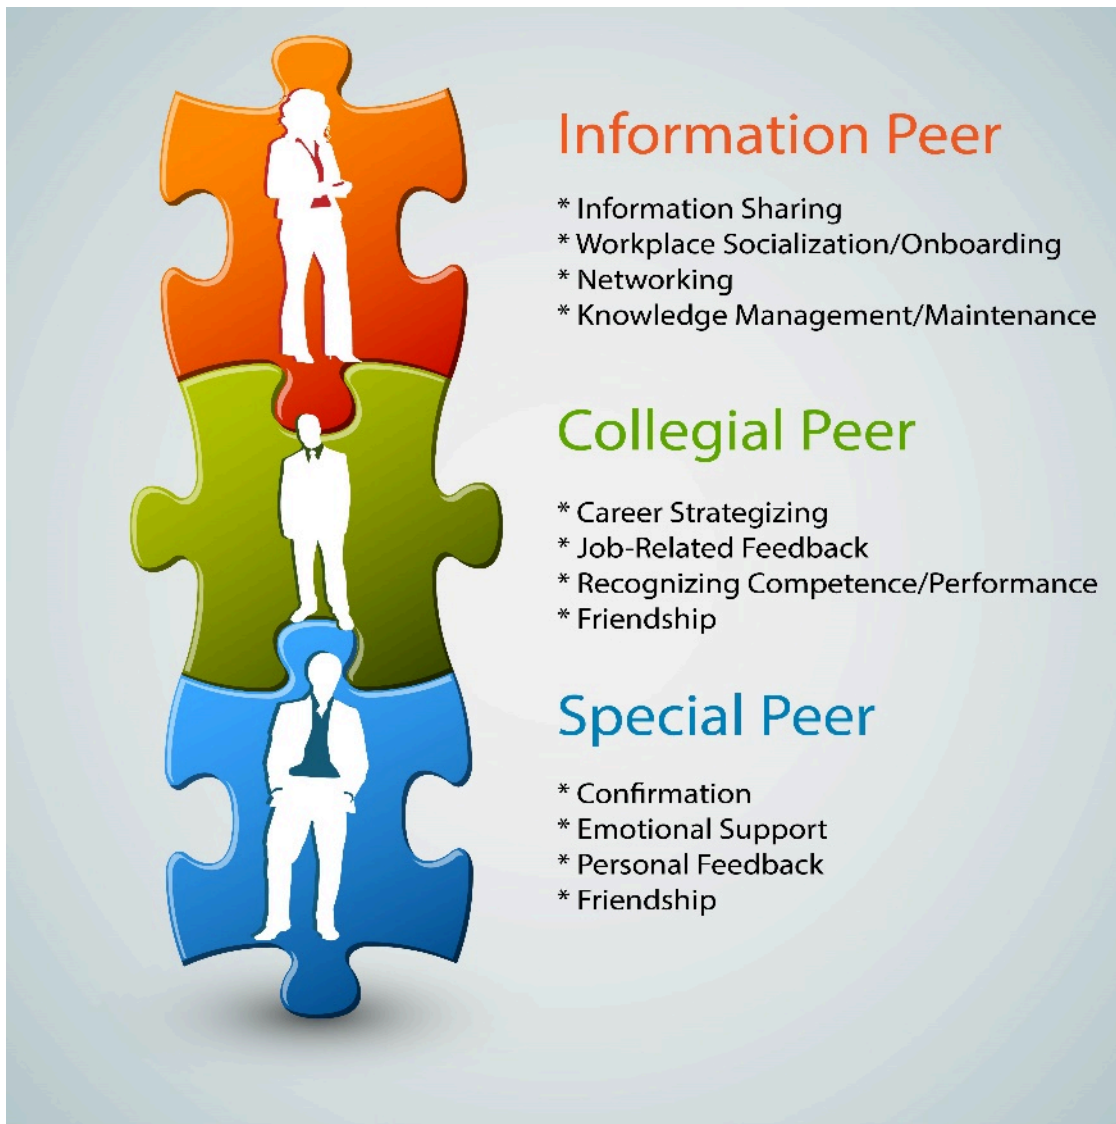 Information Peer
* Information Sharing
* Workplace Socialization/Onboarding
* Networking
* Knowledge Management/Maintenance
Collegial Peer
* Career Strategizing
* Job-Related Feedback
* Recognizing Competence/Performance
* Friendship
Special Peer
* Confirmation
* Emotional Support
* Personal Feedback
* Friendship